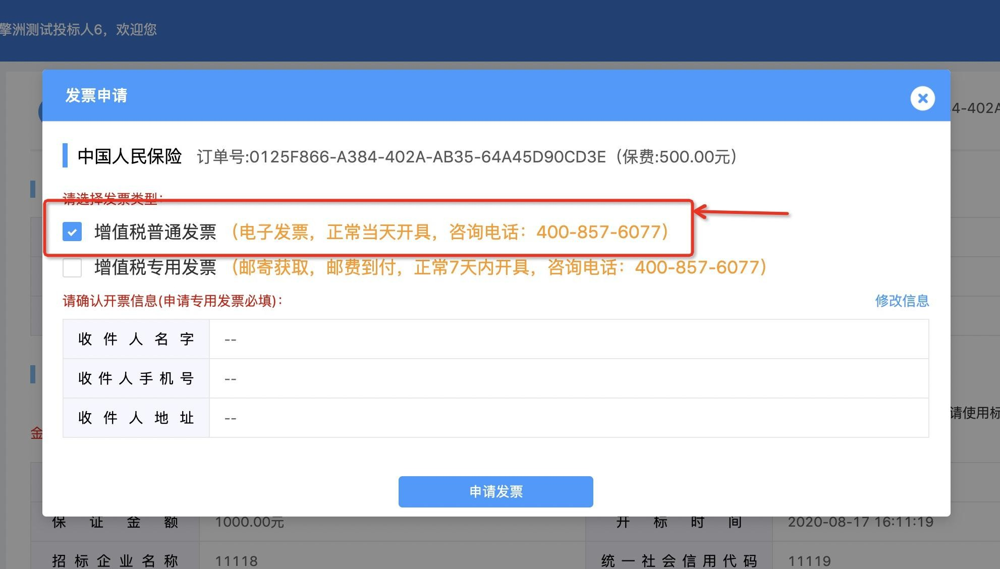 擎洲测试投标人6，欢迎您
发票申请
4-402A
中国人民保险 订单号:0125F866-A384-402A-AB35-64A45D90CD3E（保费:500.00元）
请选择发票类型：
增值税普通发票 （电子发票，正常当天开具，咨询电话：400-857-6077）
增值税专用发票 （邮寄获取，邮费到付，正常7天内开具，咨询电话：400-857-6077）
请确认开票信息(申请专用发票必填)： 修改信息
收件人名字 --
收件人手机号 --
请使用标
收件人地址 --
金
申请发票
保证金额 1000.00元 开标时间 2020-08-17 16:11:19
招标企业名称 11118 统一社会信用代码 11119